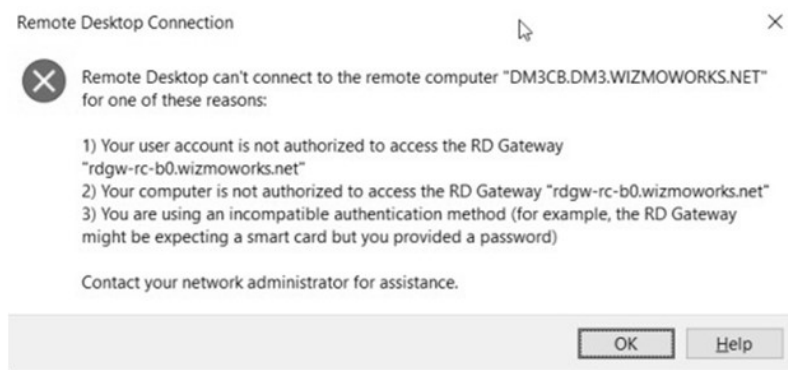 Remote Desktop Connection
Remote Desktop can't connect to the remote computer "DM3CB.DM3.WIZMOWORKS.NET"
for one of these reasons:
1) Your user account is not authorized to access the RD Gateway
"rdgw-rc-b0.wizmoworks.net"
2) Your computer is not authorized to access the RD Gateway "rdgw-rc-b0.wizmoworks.net"
3) You are using an incompatible authentication method (for example, the RD Gateway
might be expecting a smart card but you provided a password)
Contact your network administrator for assistance.
OK
Help